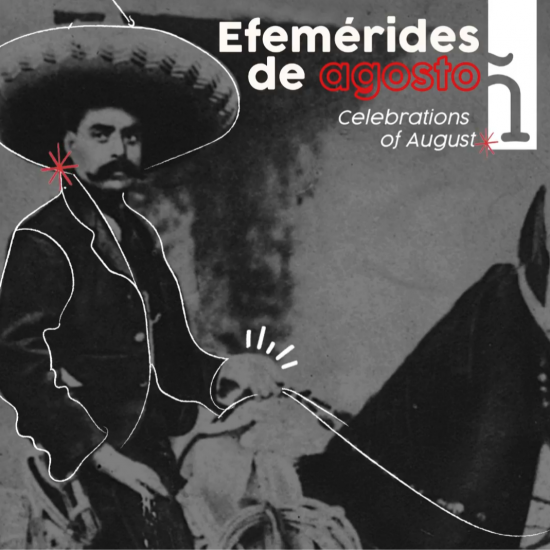 Efemérides
de agosto
ñ
Celebrations
of August